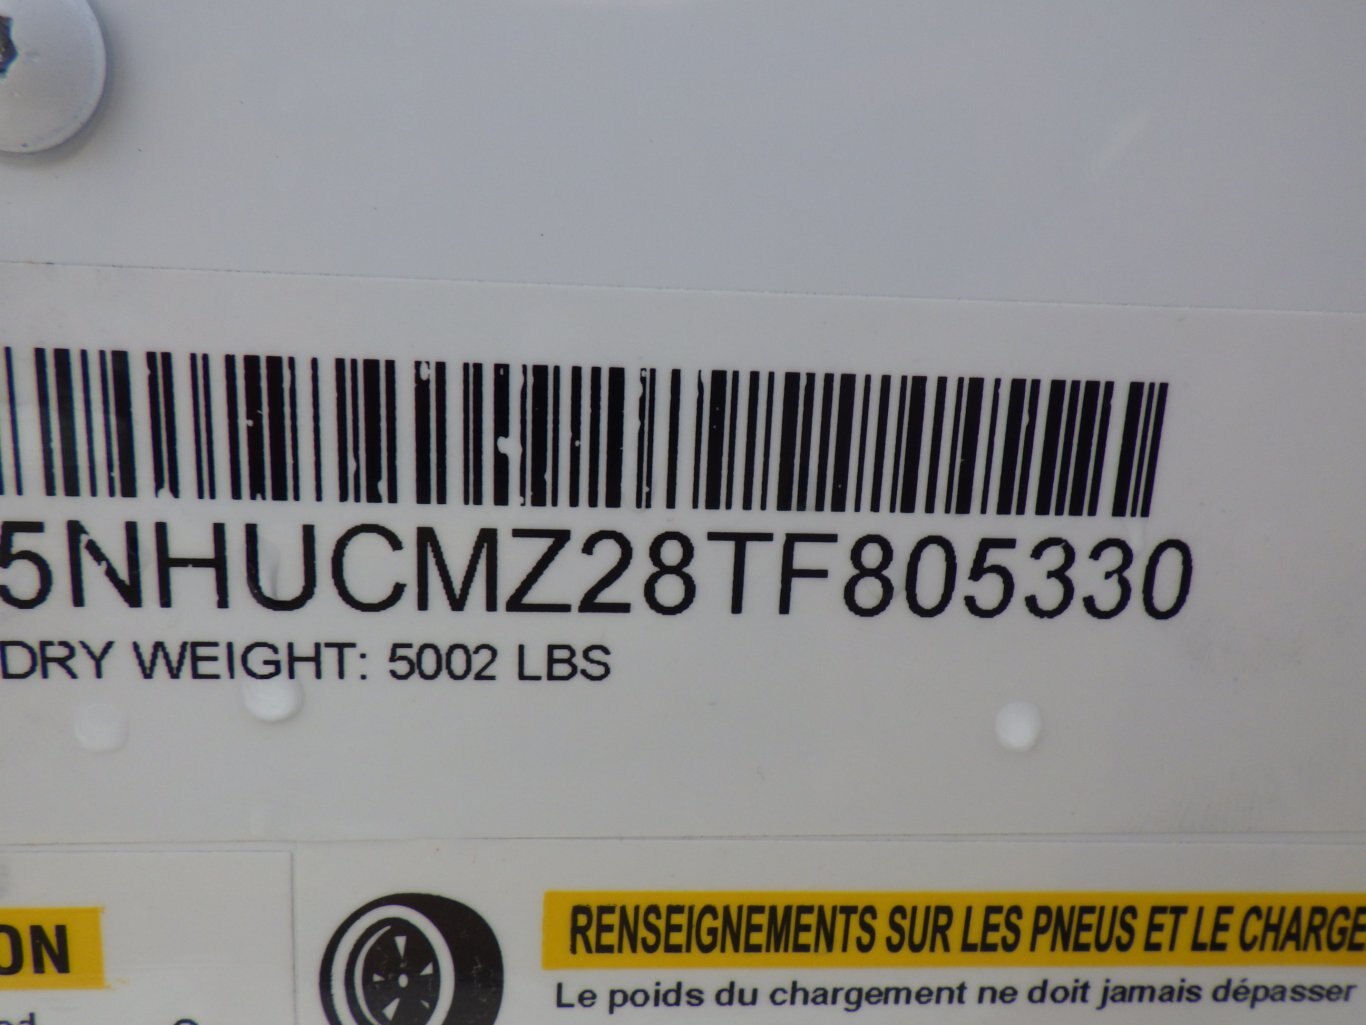 5NHUCMZ28TF805330
DRY WEIGHT: 5002 LBS
ON
RENSEIGNEMENTS SUR LES PNEUS ET LE CHARGE
Le poids du chargement ne doit jamais dépasser